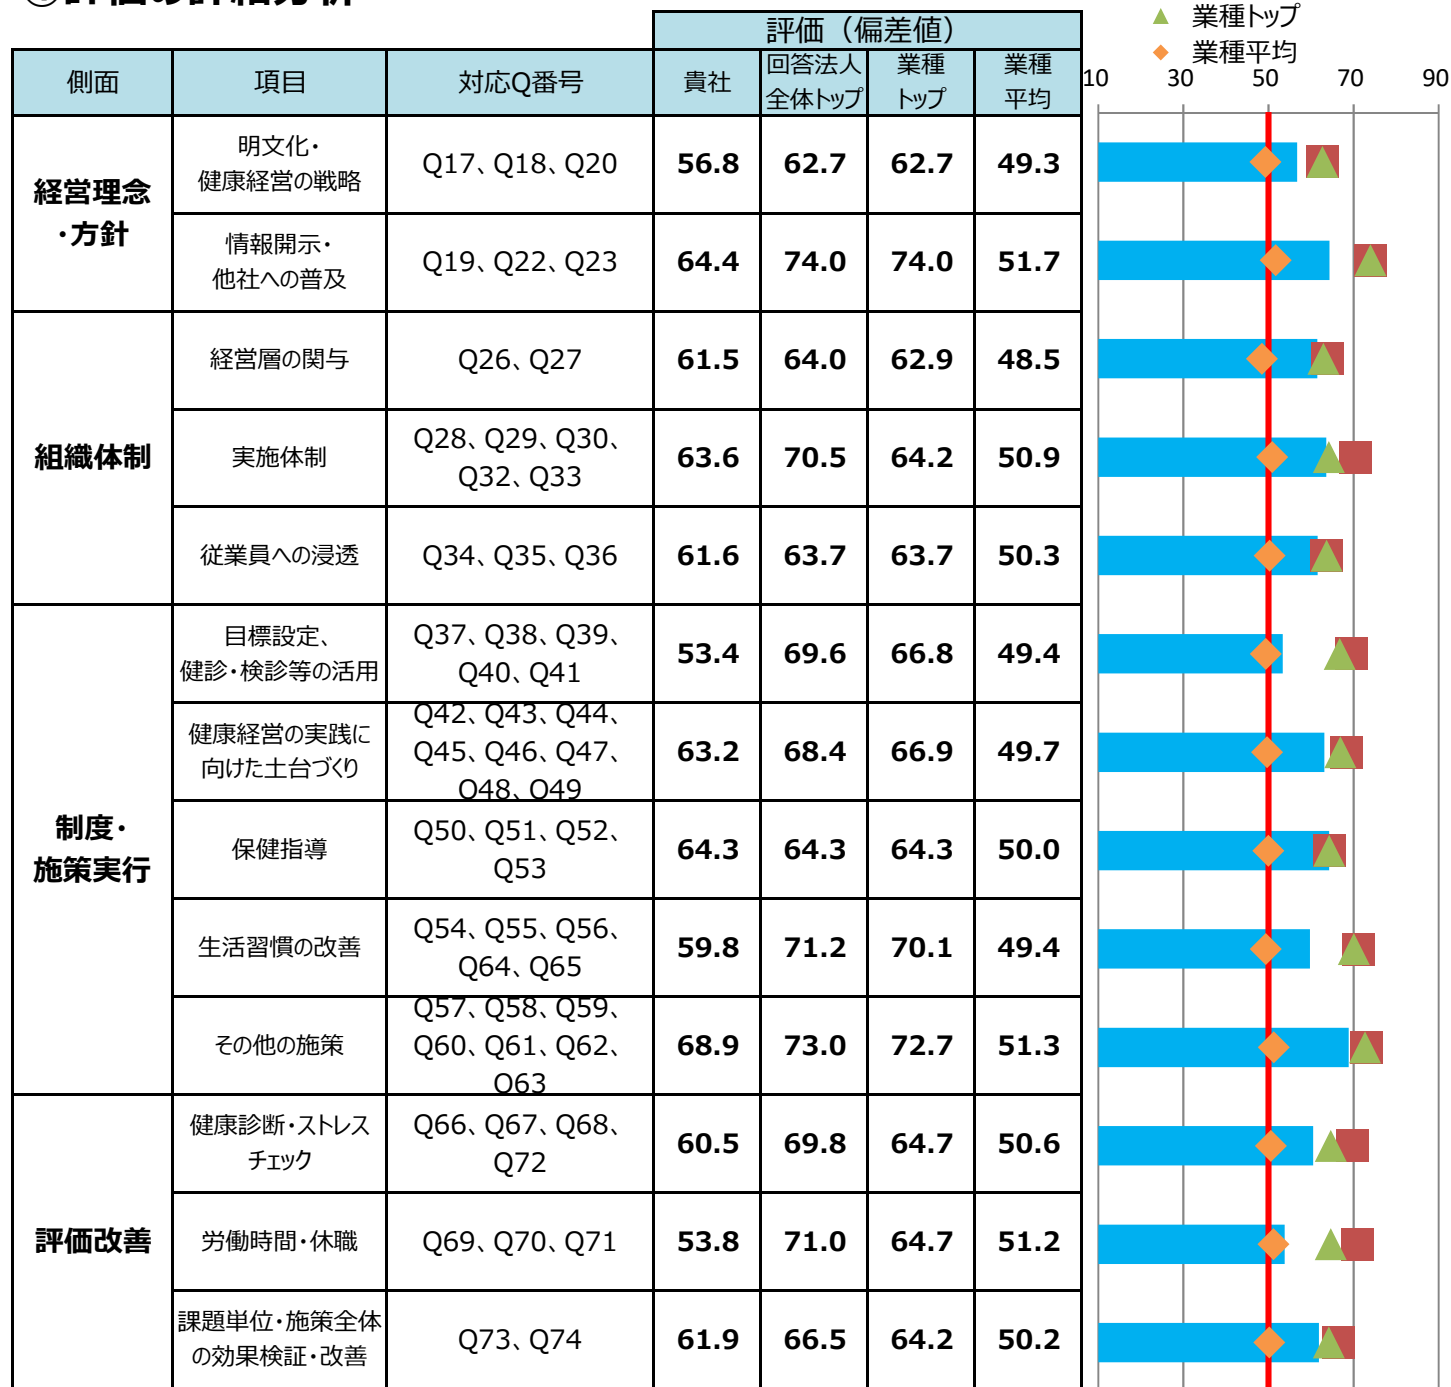 ①評価の詳細分析
▲ 業種トップ
◆ 業種平均
評価（偏差値）
側面 項目 対応Q番号 貴社 回答法人 業種 業種
全体トップ トップ 平均
10 30 50 70 90
経営理念
・方針
明文化・
健康経営の戦略
Q17、Q18、Q20 56.8 62.7 62.7 49.3
情報開示・
他社への普及
Q19、Q22、Q23 64.4 74.0 74.0 51.7
組織体制
経営層の関与 Q26、Q27 61.5 64.0 62.9 48.5
実施体制
Q28、Q29、Q30、
Q32、Q33
63.6 70.5 64.2 50.9
従業員への浸透 Q34、Q35、Q36 61.6 63.7 63.7 50.3
制度・
施策実行
目標設定、
健診・検診等の活用
Q37、Q38、Q39、
Q40、Q41
53.4 69.6 66.8 49.4
健康経営の実践に
向けた土台づくり
Q42、Q43、Q44、
Q45、Q46、Q47、
Q48、Q49
63.2 68.4 66.9 49.7
保健指導
Q50、Q51、Q52、
Q53
64.3 64.3 64.3 50.0
生活習慣の改善
Q54、Q55、Q56、
Q64、Q65
59.8 71.2 70.1 49.4
その他の施策
Q57、Q58、Q59、
Q60、Q61、Q62、
Q63
68.9 73.0 72.7 51.3
評価改善
健康診断・ストレス
チェック
Q66、Q67、Q68、
Q72
60.5 69.8 64.7 50.6
労働時間・休職 Q69、Q70、Q71 53.8 71.0 64.7 51.2
課題単位・施策全体
の効果検証・改善
Q73、Q74 61.9 66.5 64.2 50.2